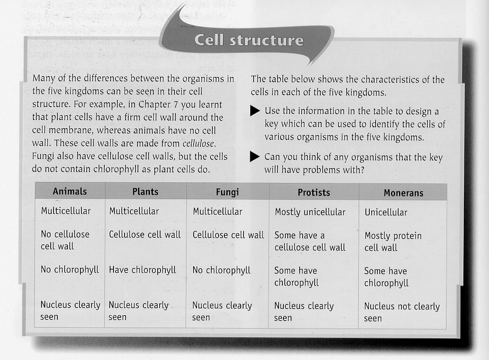 Cell structure
Many of the differences between the organisms in
the five kingdoms can be seen in their cell
structure. For example, in Chapter 7 you learnt
that plant cells have a firm cell wall around the
cell membrane, whereas animals have no cell
wall. These cell walls are made from cellulose.
Fungi also have cellulose cell walls, but the cells
do not contain chlorophyll as plant cells do.
The table below shows the characteristics of the
cells in each of the five kingdoms.
Use the information in the table to design a
key which can be used to identify the cells of
various organisms in the five kingdoms.
Can you think of any organisms that the key
will have problems with?
Animals Plants Fungi Protists Monerans
Multicellular Multicellular Multicellular Mostly unicellular Unicellular
No cellulose Cellulose cell wall Cellulose cell wall Some have a Mostly protein
cell wall cellulose cell wall cell wall
No chlorophyll Have chlorophyll No chlorophyll Some have Some have
chlorophyll chlorophyll
Nucleus clearly Nucleus clearly Nucleus clearly Nucleus clearly Nucleus not clearly
seen seen seen seen seen